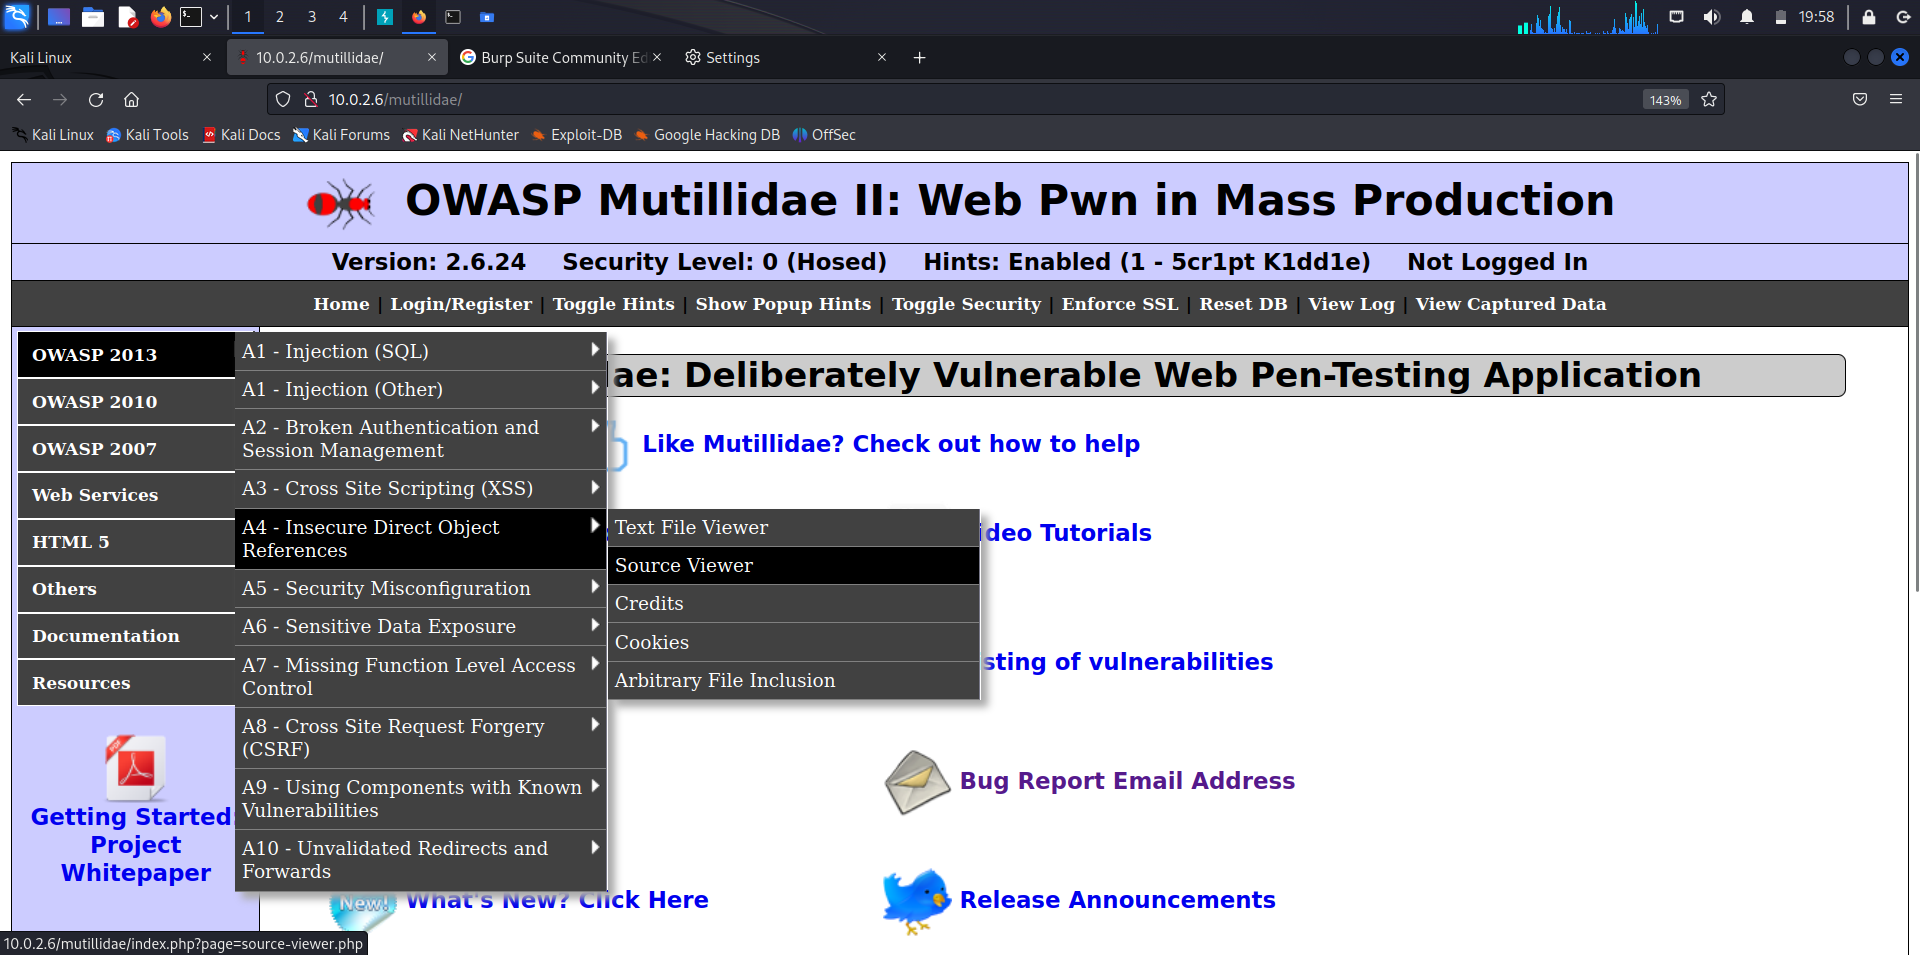 1 2 3 4 19:58
Kali Linux
10.0.2.6/mutillidae/
Burp Suite Community Ed
Settings
10.0.2.6/mutillidae/
143%
Kali Linux Kali Tools Kali Docs Kali Forums Kali NetHunter Exploit-DB Google Hacking DB OffSec
OWASP Mutillidae II: Web Pwn in Mass Production
Version: 2.6.24 Security Level: 0 (Hosed) Hints: Enabled (1 - 5cr1pt K1dd1e) Not Logged In
Home | Login/Register | Toggle Hints | Show Popup Hints | Toggle Security | Enforce SSL | Reset DB | View Log | View Captured Data
OWASP 2013
OWASP 2010
OWASP 2007
Web Services
HTML 5
Others
Documentation
Resources
PDF
Getting Started:
Project
Whitepaper
A1 - Injection (SQL)
A1 - Injection (Other)
A2 - Broken Authentication and
Session Management
A3 - Cross Site Scripting (XSS)
A4 - Insecure Direct Object
References
A5 - Security Misconfiguration
A6 - Sensitive Data Exposure
A7 - Missing Function Level Access
Control
A8 - Cross Site Request Forgery
(CSRF)
A9 - Using Components with Known
Vulnerabilities
A10 - Unvalidated Redirects and
Forwards
Text File Viewer
Source Viewer
Credits
Cookies
Arbitrary File Inclusion
ae: Deliberately Vulnerable Web Pen-Testing Application
Like Mutillidae? Check out how to help
ideo Tutorials
sting of vulnerabilities
Bug Report Email Address
New!
What's New? Click Here
Release Announcements
10.0.2.6/mutillidae/index.php?page=source-viewer.php